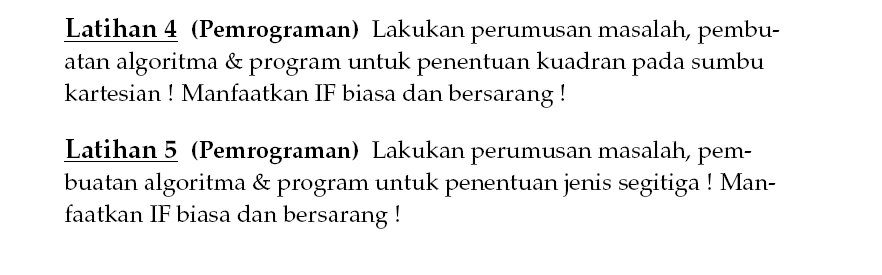 Latihan 4 (Pemrograman) Lakukan perumusan masalah, pembu-
atan algoritma & program untuk penentuan kuadran pada sumbu
kartesian ! Manfaatkan IF biasa dan bersarang !
Latihan 5 (Pemrograman) Lakukan perumusan masalah, pem-
buatan algoritma & program untuk penentuan jenis segitiga ! Man-
faatkan IF biasa dan bersarang !